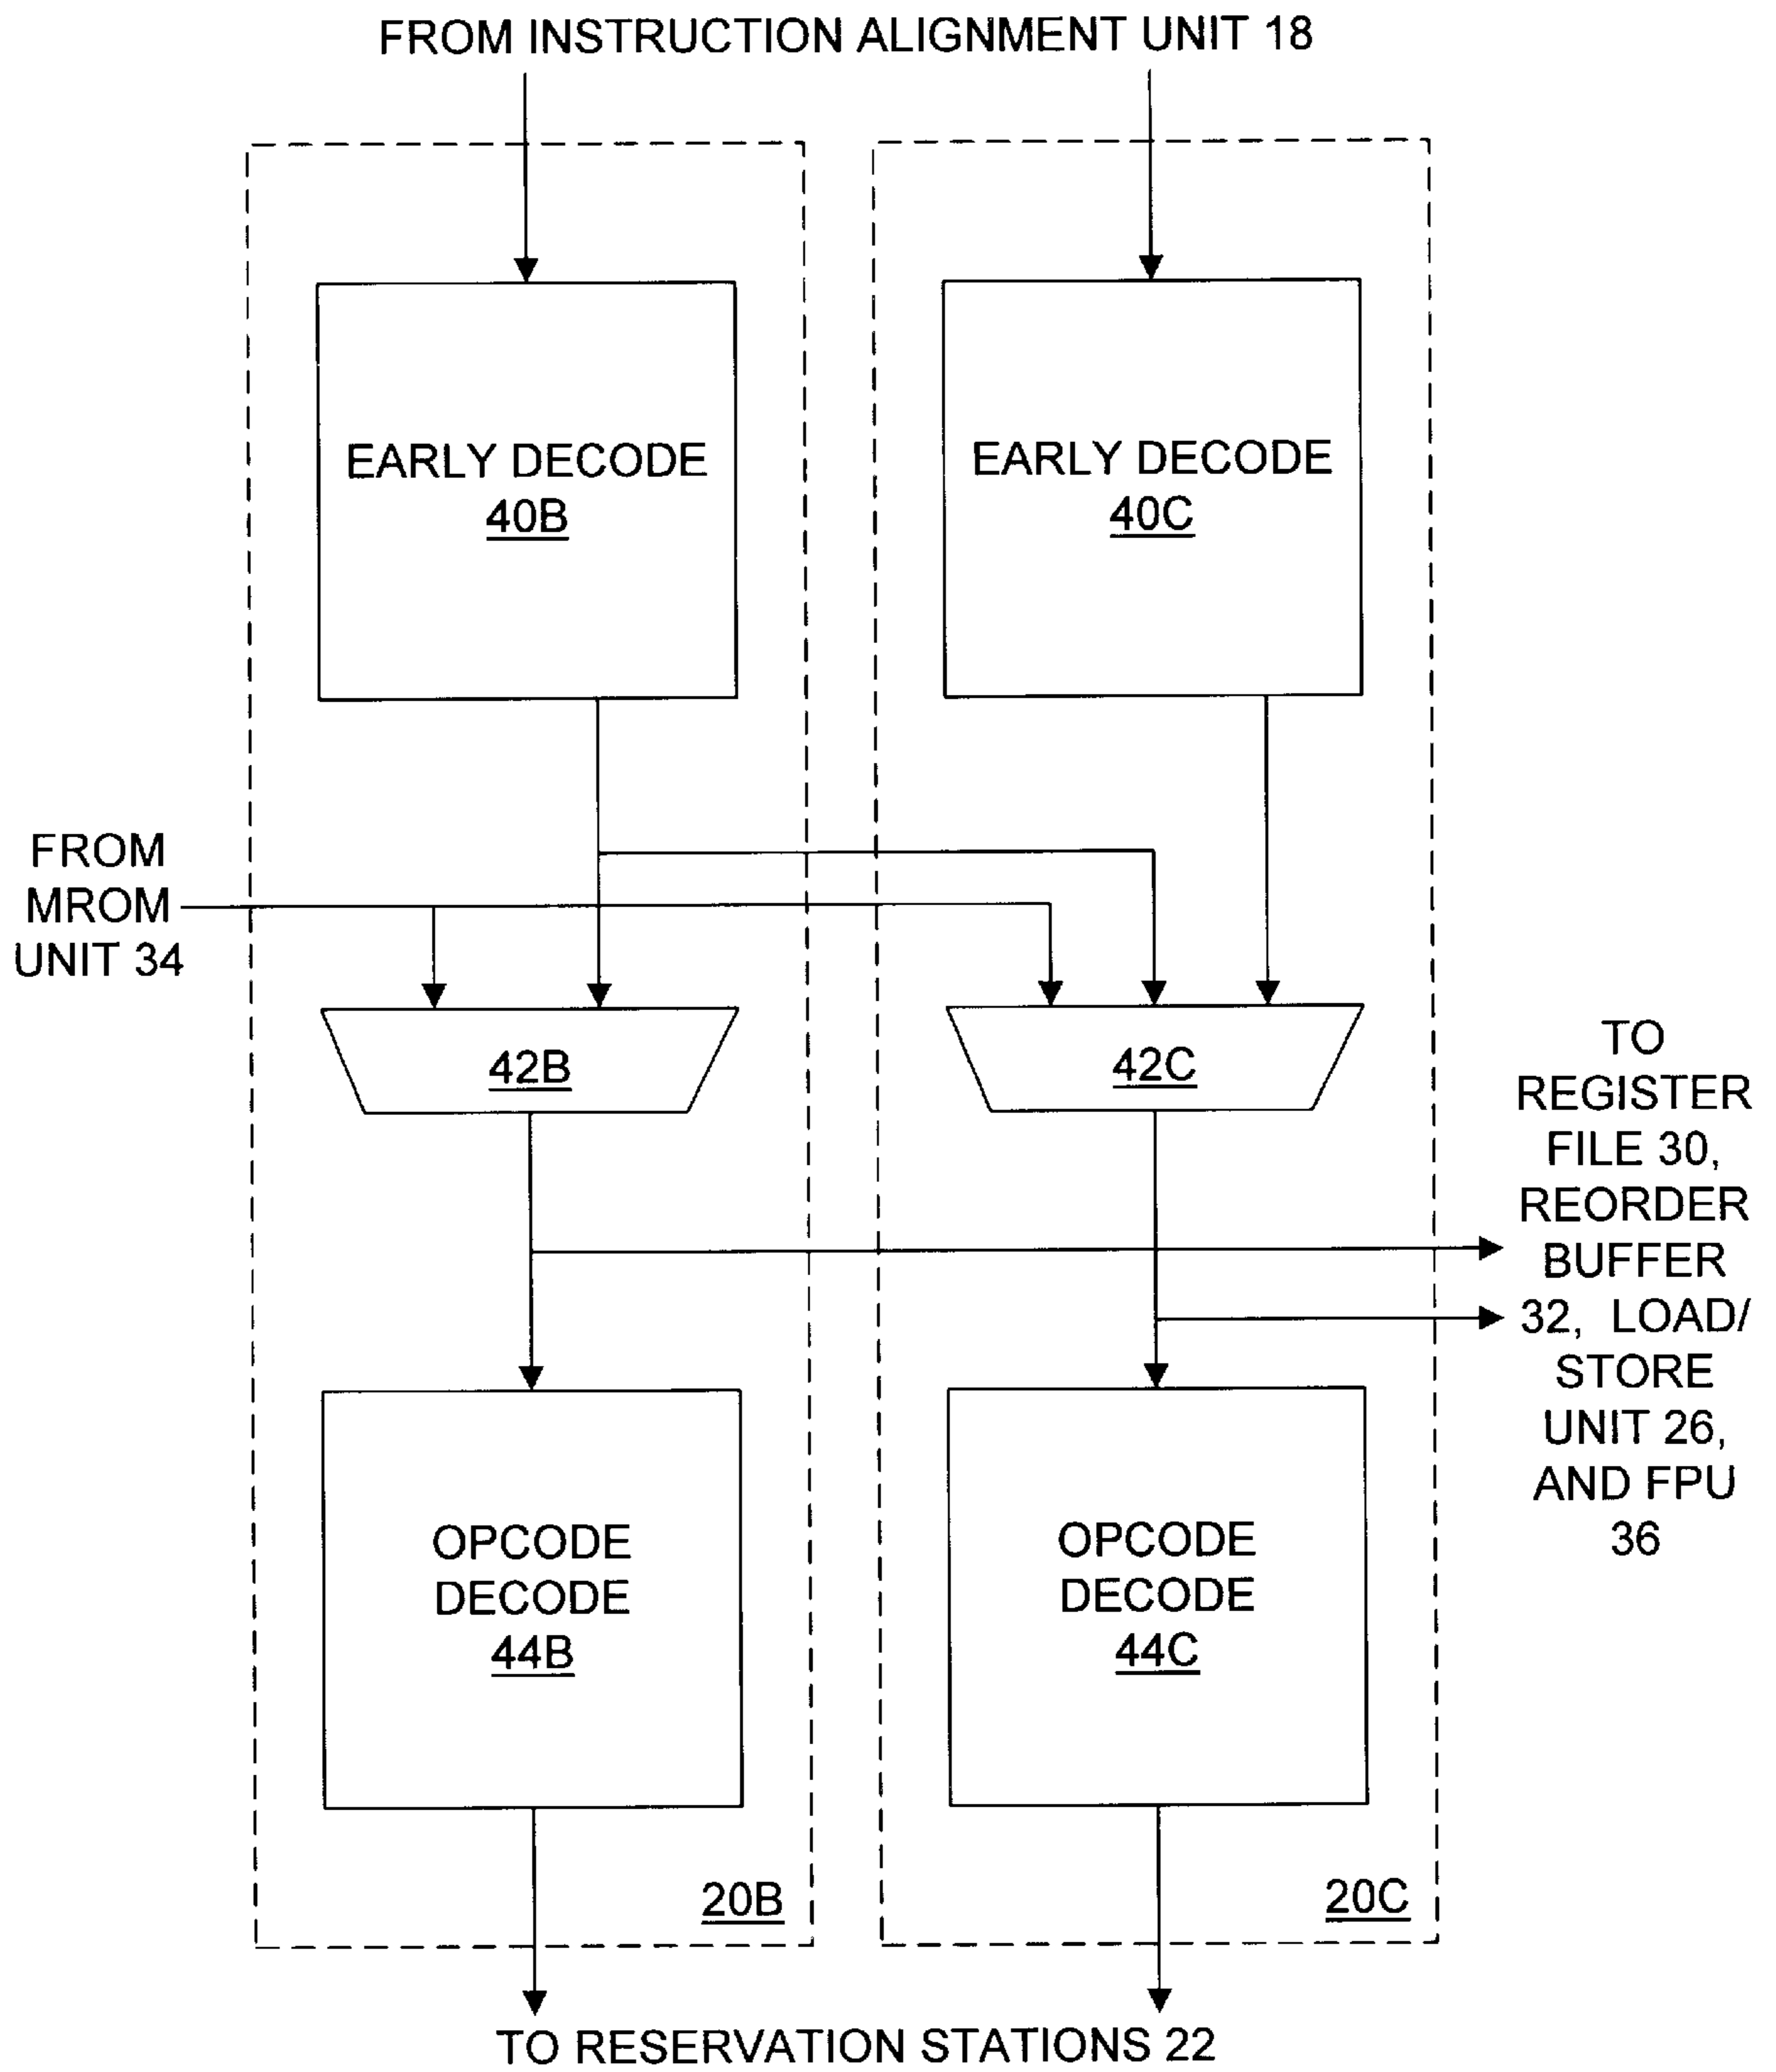 FROM INSTRUCTION ALIGNMENT UNIT 18
EARLY DECODE
40B
EARLY DECODE
40C
FROM
MROM
UNIT 34
42B
42C
TO
REGISTER
FILE 30,
REORDER
BUFFER
32, LOAD/
STORE
UNIT 26,
AND FPU
36
OPCODE
DECODE
44B
OPCODE
DECODE
44C
20B
20C
TO RESERVATION STATIONS 22